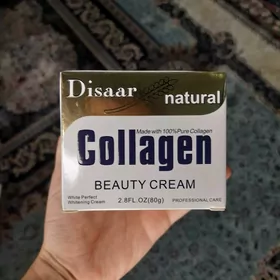 Disaar
natural
Made with 100%Pure Collagen
Collagen
BEAUTY CREAM
White Perfect
Whitening Cream
2.8FL.OZ(80g)
PROFESSIONAL CARE